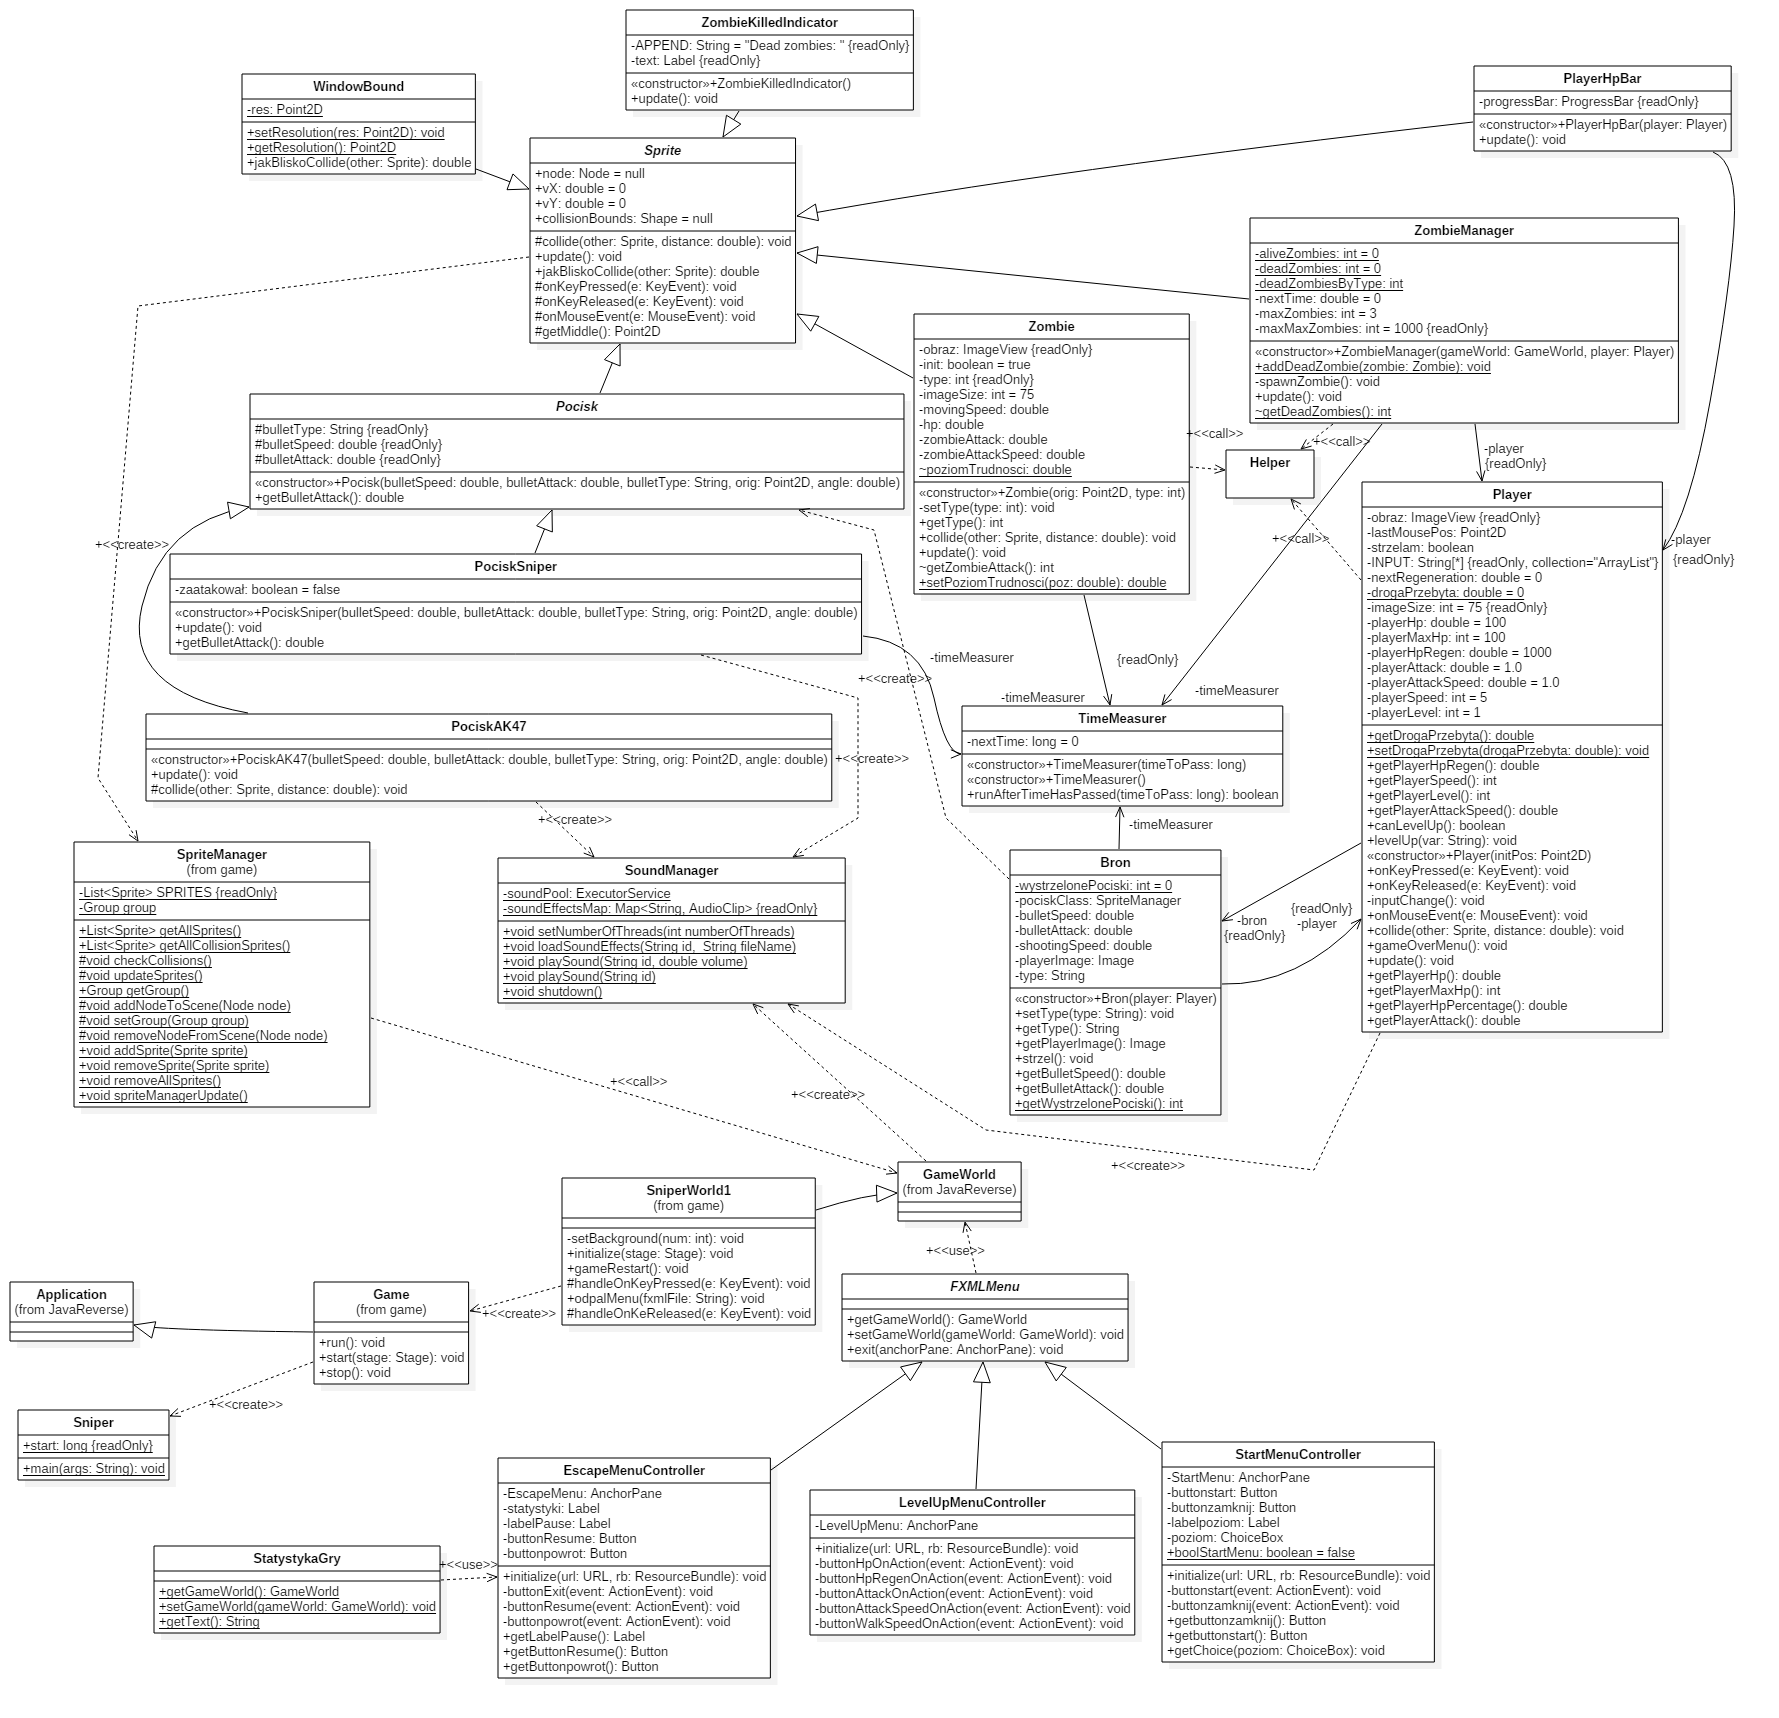 ZombieKilledIndicator
-APPEND: String = "Dead zombies: " {readOnly}
-text: Label {readOnly}
«constructor»+ZombieKilledIndicator()
+update(): void
WindowBound
-res: Point2D
+setResolution(res: Point2D): void
+getResolution(): Point2D
+jakBliskoCollide(other: Sprite): double
PlayerHpBar
-progressBar: ProgressBar {readOnly}
«constructor»+PlayerHpBar(player: Player)
+update(): void
Sprite
+node: Node = null
+vX: double = 0
+vY: double = 0
+collisionBounds: Shape = null
#collide(other: Sprite, distance: double): void
+update(): void
+jakBliskoCollide(other: Sprite): double
#onKeyPressed(e: KeyEvent): void
#onKeyReleased(e: KeyEvent): void
#onMouseEvent(e: MouseEvent): void
#getMiddle(): Point2D
ZombieManager
-aliveZombies: int = 0
-deadZombies: int = 0
-deadZombiesByType: int
-nextTime: double = 0
-maxZombies: int = 3
-maxMaxZombies: int = 1000 {readOnly}
«constructor»+ZombieManager(gameWorld: GameWorld, player: Player)
+addDeadZombie(zombie: Zombie): void
-spawnZombie(): void
+update(): void
~getDeadZombies(): int
Zombie
-obraz: ImageView {readOnly}
-init: boolean = true
-type: int {readOnly}
-imageSize: int = 75
-movingSpeed: double
-hp: double
-zombieAttack: double
-zombieAttackSpeed: double
~poziomTrudnosci: double
«constructor»+Zombie(orig: Point2D, type: int)
-setType(type: int): void
+getType(): int
+collide(other: Sprite, distance: double): void
+update(): void
~getZombieAttack(): int
+setPoziomTrudnosci(poz: double): double
+<<call>>
+<<call>>
Helper
+<<call>>
-player
{readOnly}
-player
{readOnly}
Pocisk
#bulletType: String {readOnly}
#bulletSpeed: double {readOnly}
#bulletAttack: double {readOnly}
«constructor»+Pocisk(bulletSpeed: double, bulletAttack: double, bulletType: String, orig: Point2D, angle: double)
+getBulletAttack(): double
+<<create>>
PociskSniper
-zaatakował: boolean = false
«constructor»+PociskSniper(bulletSpeed: double, bulletAttack: double, bulletType: String, orig: Point2D, angle: double)
+update(): void
+getBulletAttack(): double
Player
-obraz: ImageView {readOnly}
-lastMousePos: Point2D
-strzelam: boolean
-INPUT: String[*] {readOnly, collection="ArrayList"}
-nextRegeneration: double = 0
-drogaPrzebyta: double = 0
-imageSize: int = 75 {readOnly}
-playerHp: double = 100
-playerMaxHp: int = 100
-playerHpRegen: double = 1000
-playerAttack: double = 1.0
-playerAttackSpeed: double = 1.0
-playerSpeed: int = 5
-playerLevel: int = 1
+getDrogaPrzebyta(): double
+setDrogaPrzebyta(drogaPrzebyta: double): void
+getPlayerHpRegen(): double
+getPlayerSpeed(): int
+getPlayerLevel(): int
+getPlayerAttackSpeed(): double
+canLevelUp(): boolean
+levelUp(var: String): void
«constructor»+Player(initPos: Point2D)
+onKeyPressed(e: KeyEvent): void
+onKeyReleased(e: KeyEvent): void
-inputChange(): void
+onMouseEvent(e: MouseEvent): void
+collide(other: Sprite, distance: double): void
+gameOverMenu(): void
+update(): void
+getPlayerHp(): double
+getPlayerMaxHp(): int
+getPlayerHpPercentage(): double
+getPlayerAttack(): double
-timeMeasurer
{readOnly}
+<<create>>
-timeMeasurer
-timeMeasurer
PociskAK47
«constructor»+PociskAK47(bulletSpeed: double, bulletAttack: double, bulletType: String, orig: Point2D, angle: double)
+update(): void
#collide(other: Sprite, distance: double): void
+<<create>>
+<<create>>
TimeMeasurer
-nextTime: long = 0
«constructor»+TimeMeasurer(timeToPass: long)
«constructor»+TimeMeasurer()
+runAfterTimeHasPassed(timeToPass: long): boolean
-timeMeasurer
SpriteManager
(from game)
-List<Sprite> SPRITES {readOnly}
-Group group
+List<Sprite> getAllSprites()
+List<Sprite> getAllCollisionSprites()
#void checkCollisions()
#void updateSprites()
+Group getGroup()
#void addNodeToScene(Node node)
#void setGroup(Group group)
#void removeNodeFromScene(Node node)
+void addSprite(Sprite sprite)
+void removeSprite(Sprite sprite)
+void removeAllSprites()
+void spriteManagerUpdate()
SoundManager
-soundPool: ExecutorService
-soundEffectsMap: Map<String, AudioClip> {readOnly}
+void setNumberOfThreads(int numberOfThreads)
+void loadSoundEffects(String id,  String fileName)
+void playSound(String id, double volume)
+void playSound(String id)
+void shutdown()
Bron
-wystrzelonePociski: int = 0
-pociskClass: SpriteManager
-bulletSpeed: double
-bulletAttack: double
-shootingSpeed: double
-playerImage: Image
-type: String
«constructor»+Bron(player: Player)
+setType(type: String): void
+getType(): String
+getPlayerImage(): Image
+strzel(): void
+getBulletSpeed(): double
+getBulletAttack(): double
+getWystrzelonePociski(): int
-bron
{readOnly}
{readOnly}
-player
+<<call>>
+<<create>>
+<<create>>
GameWorld
(from JavaReverse)
SniperWorld1
(from game)
-setBackground(num: int): void
+initialize(stage: Stage): void
+gameRestart(): void
#handleOnKeyPressed(e: KeyEvent): void
+odpalMenu(fxmlFile: String): void
#handleOnKeReleased(e: KeyEvent): void
+<<use>>
Application
(from JavaReverse)
Game
(from game)
+run(): void
+start(stage: Stage): void
+stop(): void
+<<create>>
FXMLMenu
+getGameWorld(): GameWorld
+setGameWorld(gameWorld: GameWorld): void
+exit(anchorPane: AnchorPane): void
+<<create>>
Sniper
+start: long {readOnly}
+main(args: String): void
EscapeMenuController
-EscapeMenu: AnchorPane
-statystyki: Label
-labelPause: Label
-buttonResume: Button
-buttonpowrot: Button
+initialize(url: URL, rb: ResourceBundle): void
-buttonExit(event: ActionEvent): void
-buttonResume(event: ActionEvent): void
-buttonpowrot(event: ActionEvent): void
+getLabelPause(): Label
+getButtonResume(): Button
+getButtonpowrot(): Button
LevelUpMenuController
-LevelUpMenu: AnchorPane
+initialize(url: URL, rb: ResourceBundle): void
-buttonHpOnAction(event: ActionEvent): void
-buttonHpRegenOnAction(event: ActionEvent): void
-buttonAttackOnAction(event: ActionEvent): void
-buttonAttackSpeedOnAction(event: ActionEvent): void
-buttonWalkSpeedOnAction(event: ActionEvent): void
StartMenuController
-StartMenu: AnchorPane
-buttonstart: Button
-buttonzamknij: Button
-labelpoziom: Label
-poziom: ChoiceBox
+boolStartMenu: boolean = false
+initialize(url: URL, rb: ResourceBundle): void
-buttonstart(event: ActionEvent): void
-buttonzamknij(event: ActionEvent): void
+getbuttonzamknij(): Button
+getbuttonstart(): Button
+getChoice(poziom: ChoiceBox): void
StatystykaGry
+getGameWorld(): GameWorld
+setGameWorld(gameWorld: GameWorld): void
+getText(): String
+<<use>>